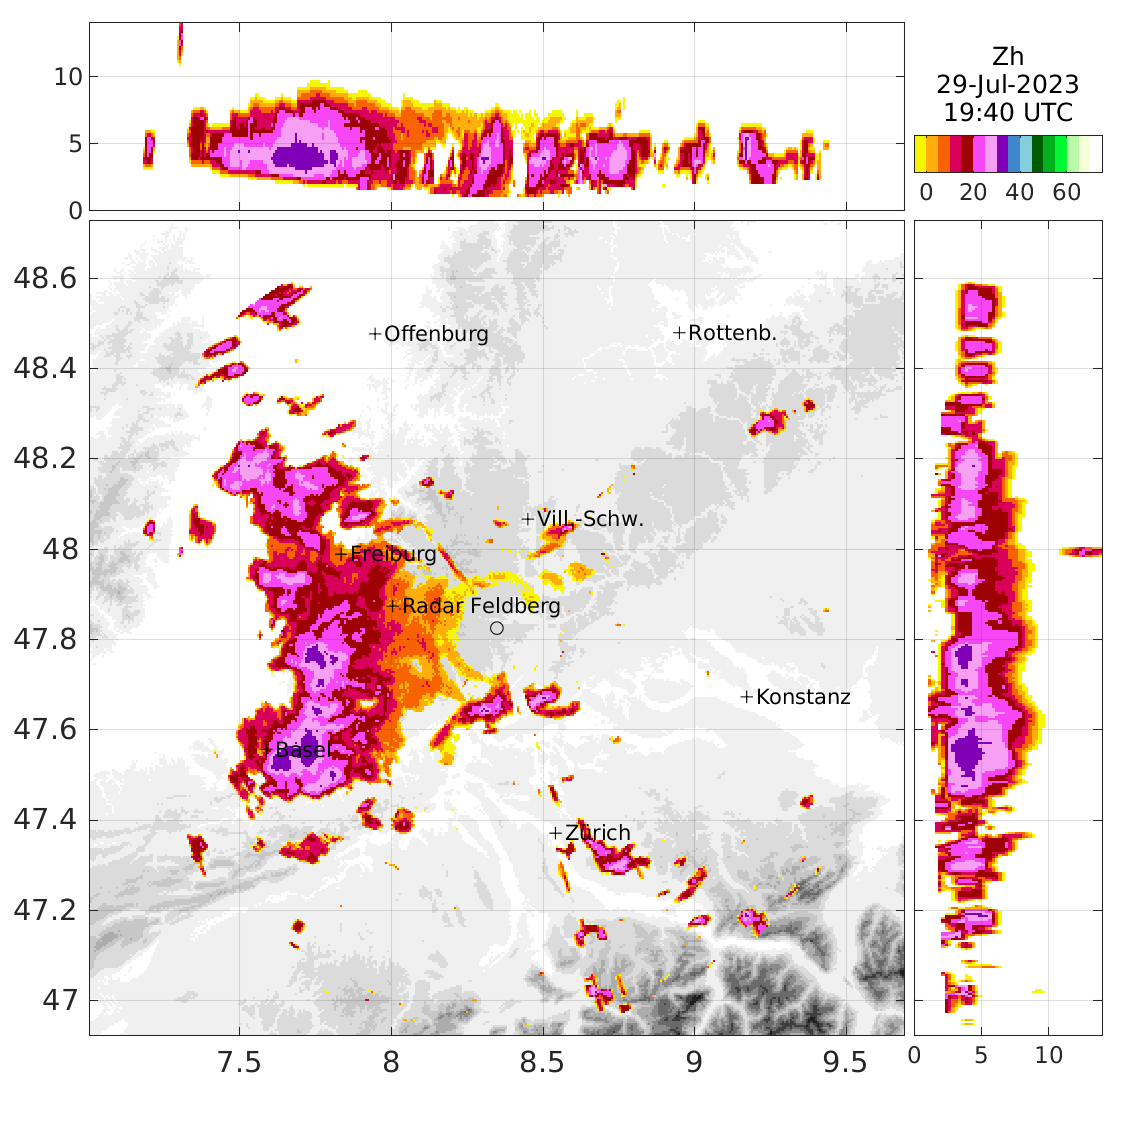 10
5
0
Zh
29-Jul-2023
19:40 UTC
0 20 40 60
48.6
48.4
48.2
48
47.8
47.6
47.4
47.2
47
+Offenburg
+Rottenb.
+Vill.-Schw.
+Freiburg
+Radar Feldberg
+Konstanz
+Basel
+Zürich
7.5 8 8.5 9 9.5
0 5 10